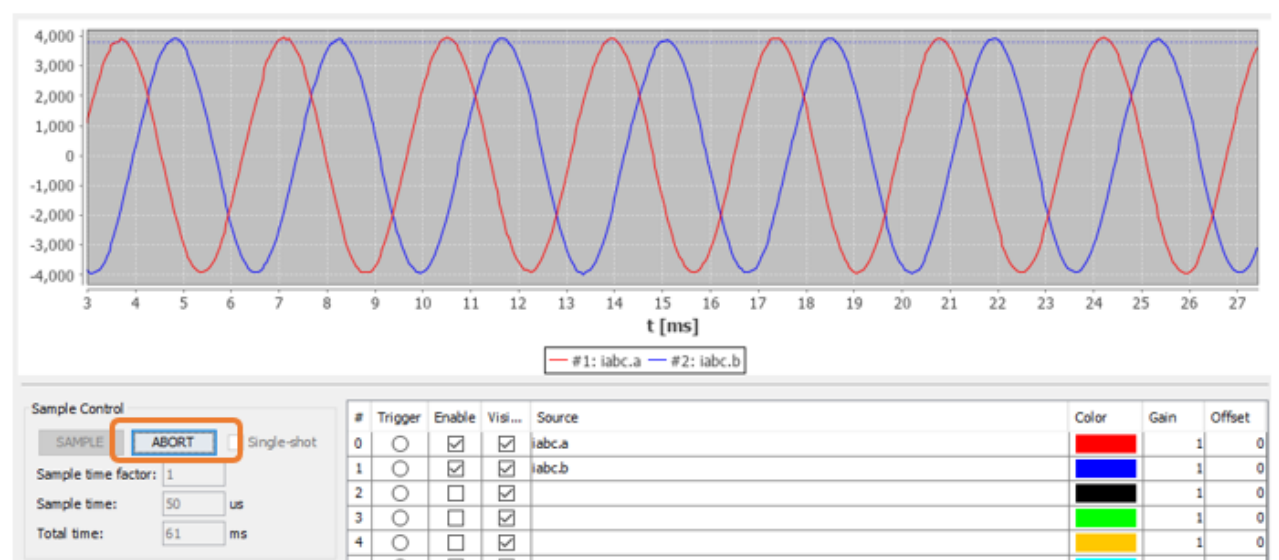 4,000
3,000
2,000
1,000
0
-1,000
-2,000
-3,000
-4,000
3 4 5 6 7 8 9 10 11 12 13 14 15 16 17 18 19 20 21 22 23 24 25 26 27
t [ms]
#1: iabc.a #2: iabc.b
Sample Control
SAMPLE ABORT Single-shot
Sample time factor: 1
Sample time: 50 us
Total time: 61 ms
# Trigger Enable Visi... Source Color Gain Offset
0 iabc.a 1 0
1 iabc.b 1 0
2 1 0
3 1 0
4 1 0